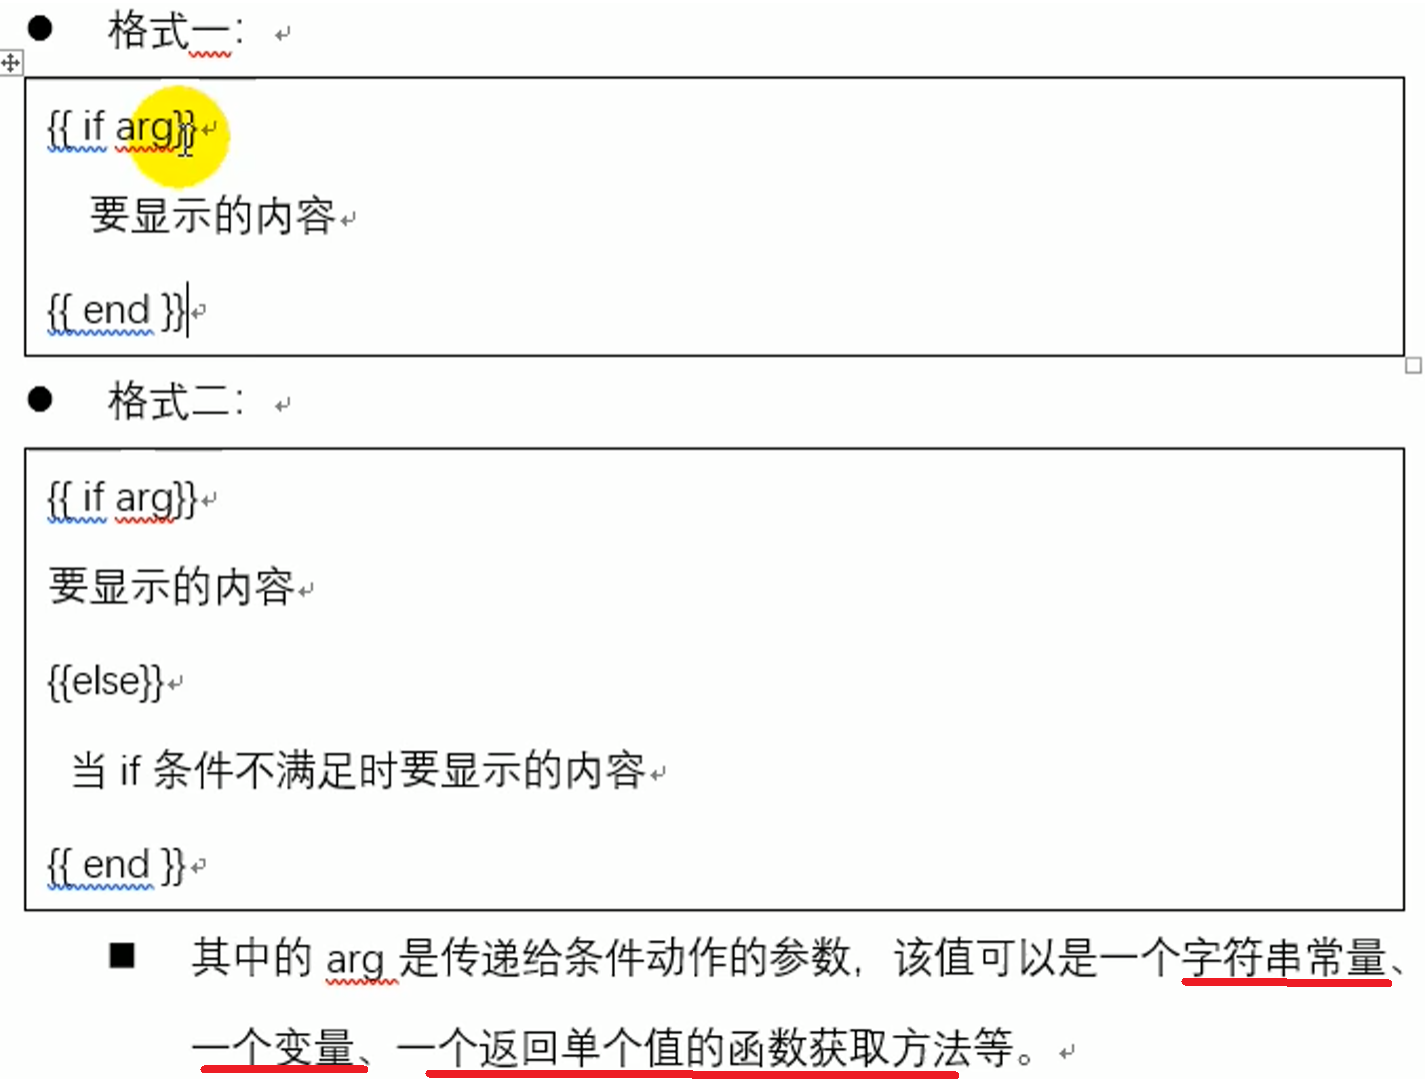 ● 格式一：
{{ if arg}}
要显示的内容
{{ end }}
● 格式二：
{{ if arg}}
要显示的内容
{{else}}
当 if 条件不满足时要显示的内容
{{ end }}
■ 其中的 arg 是传递给条件动作的参数，该值可以是一个字符串常量、
一个变量、一个返回单个值的函数获取方法等。